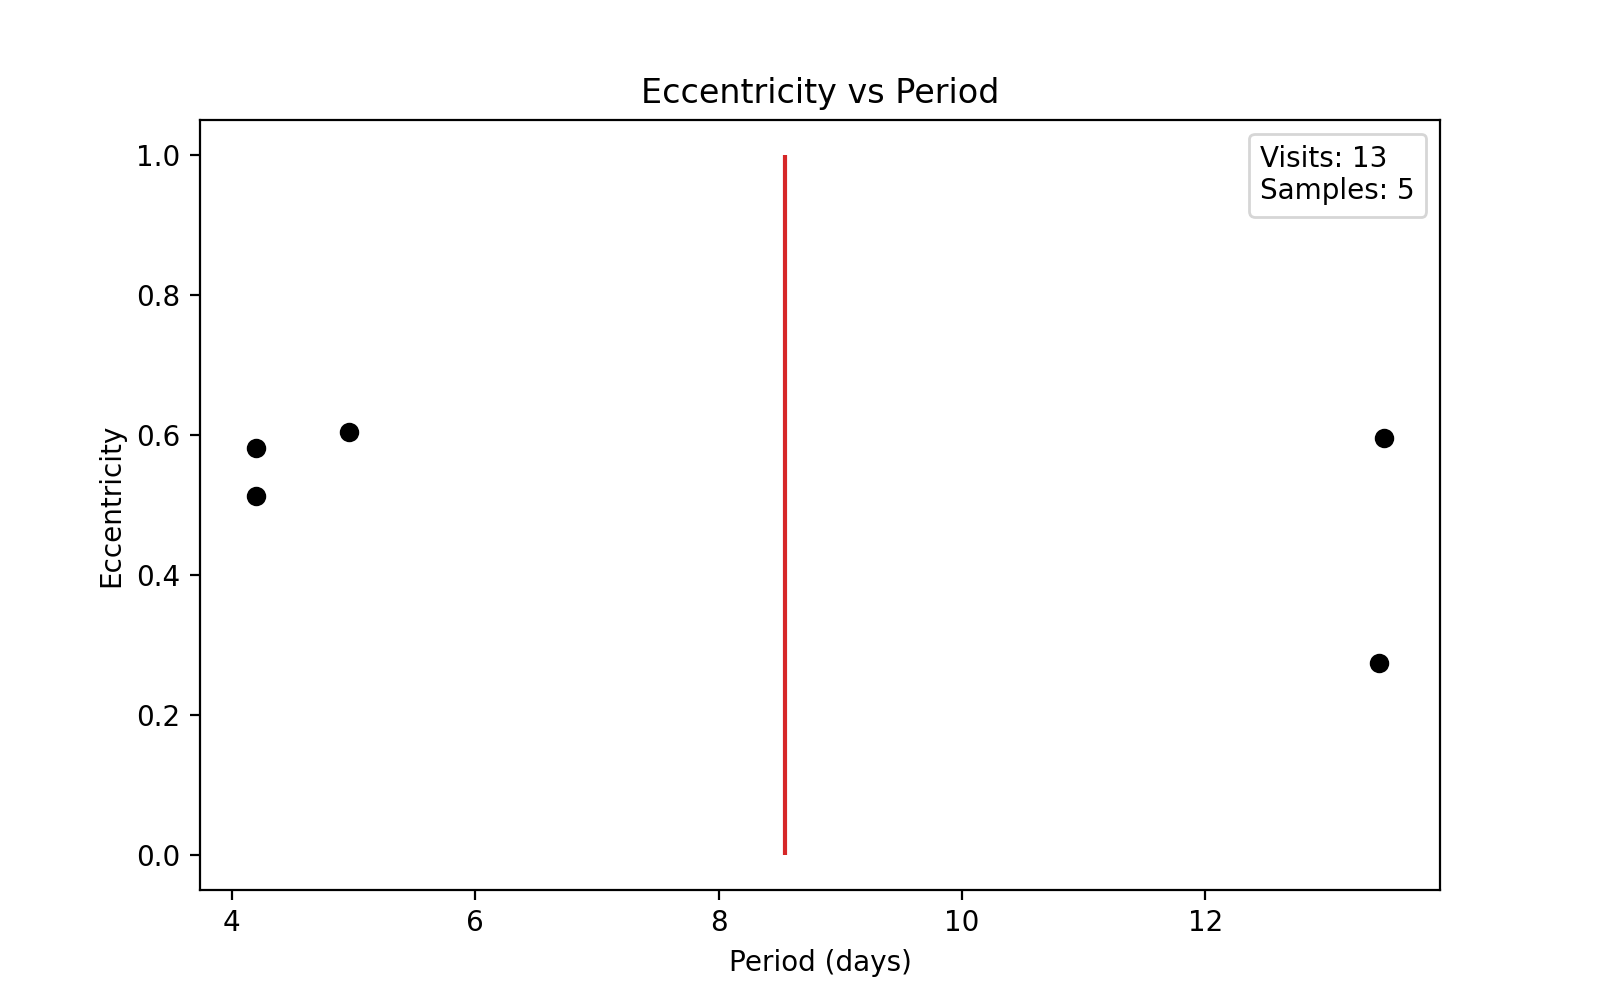 Eccentricity vs Period
Visits: 13
Samples: 5
1.0
0.8
0.6
0.4
0.2
0.0
Eccentricity
4 6 8 10 12
Period (days)